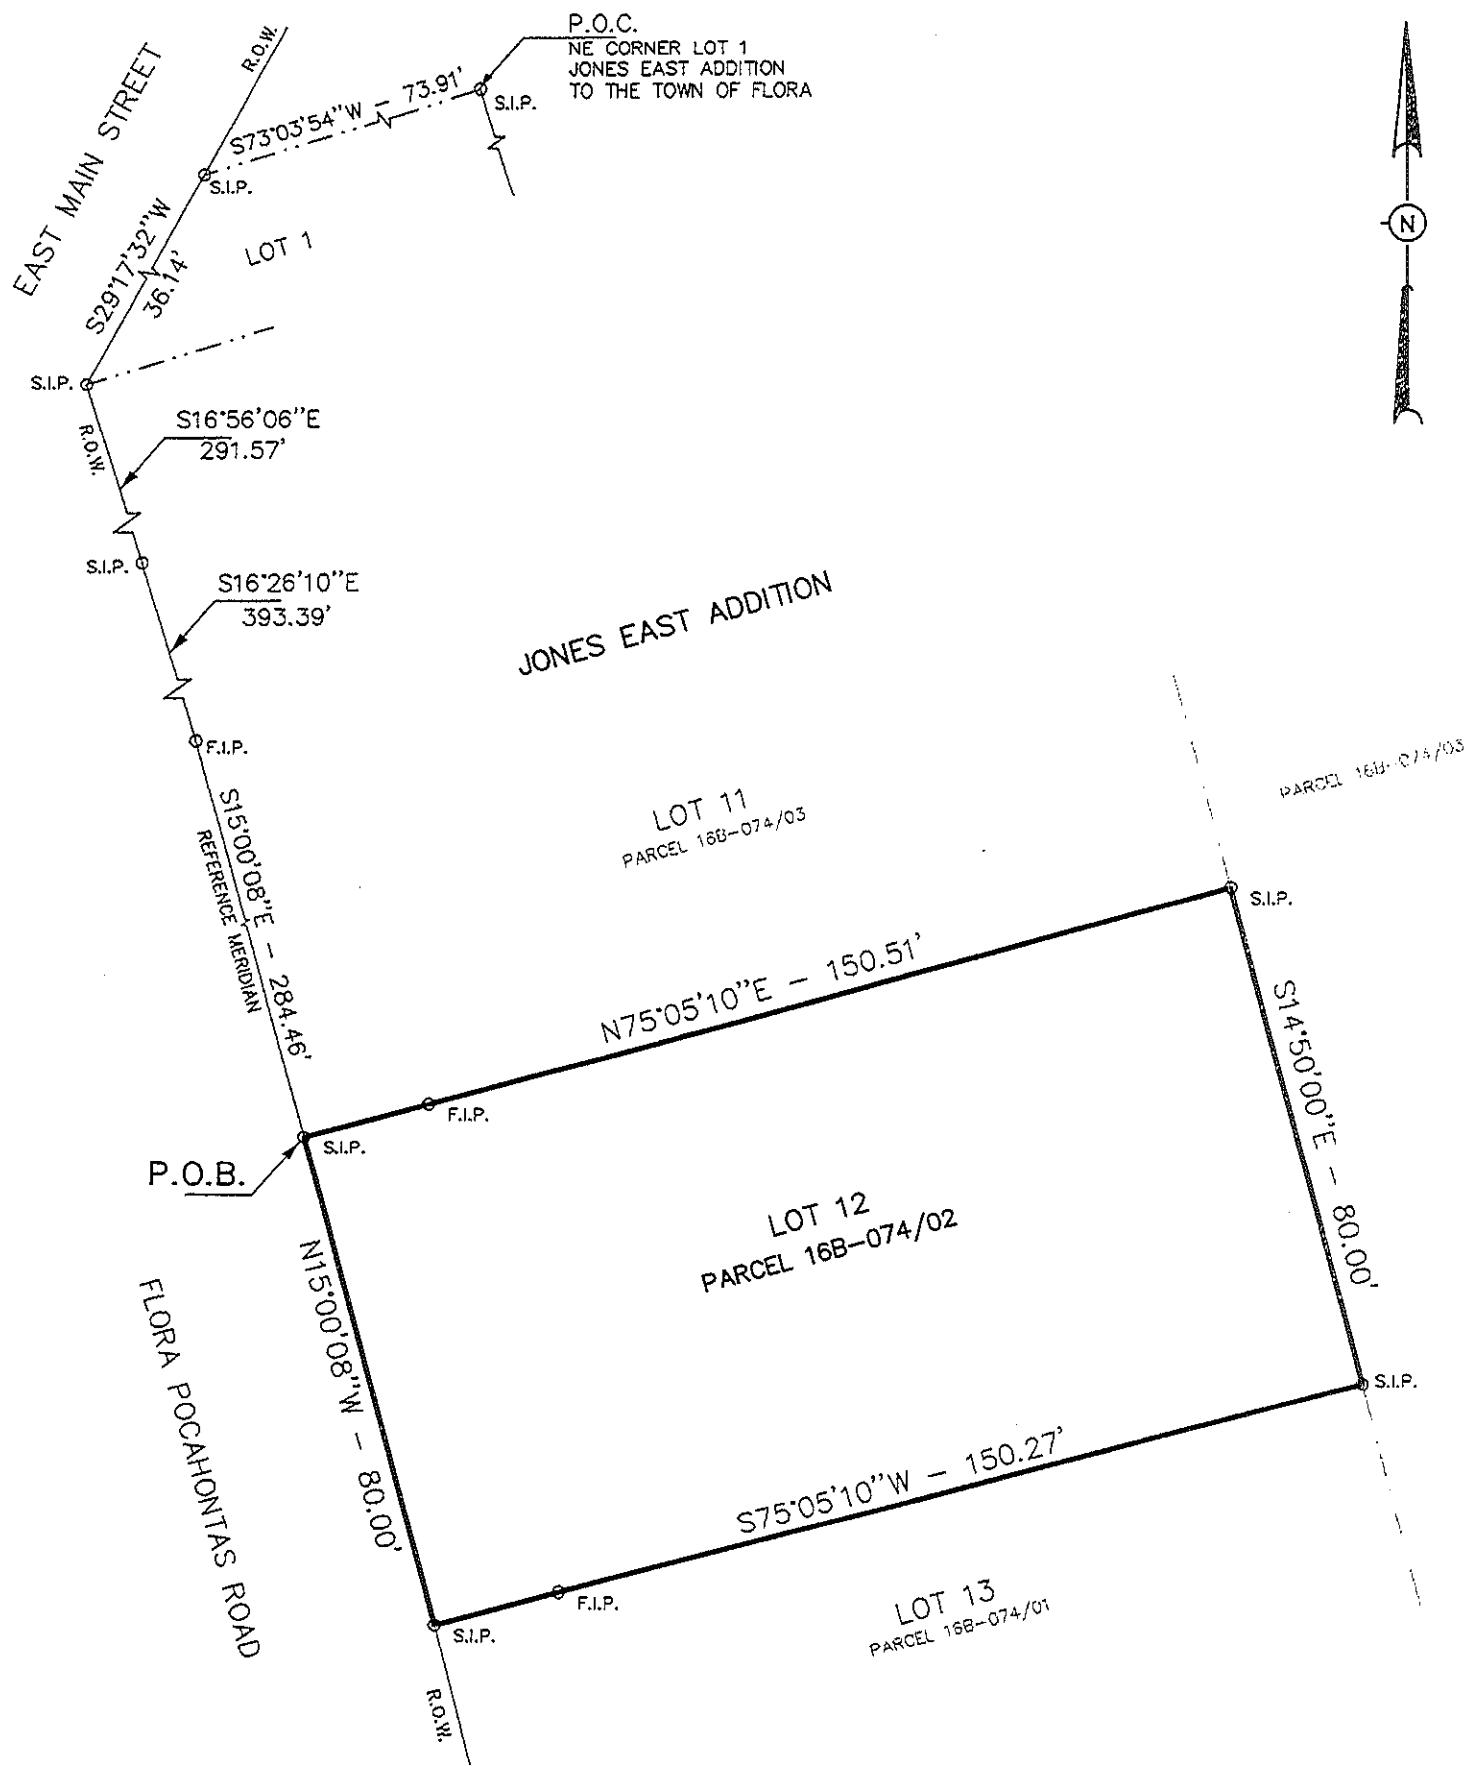 P.O.C.
NE CORNER LOT 1
JONES EAST ADDITION
TO THE TOWN OF FLORA
R.O.W.
EAST MAIN STREET
S73°03'54"W - 73.91'
S.I.P.
S.I.P.
S29°17'32"W
36.14'
LOT 1
N
S.I.P.
R.O.W.
S16°56'06"E
291.57'
S.I.P.
S16°26'10"E
393.39'
JONES EAST ADDITION
F.I.P.
S15°00'08"E - 284.46'
REFERENCE MERIDIAN
LOT 11
PARCEL 16B-074/03
PARCEL 16B-074/03
S.I.P.
N75°05'10"E - 150.51'
S14°50'00"E - 80.00'
F.I.P.
S.I.P.
P.O.B.
LOT 12
PARCEL 16B-074/02
N15°00'08"W - 80.00'
FLORA POCAHONTAS ROAD
S.I.P.
S75°05'10"W - 150.27'
F.I.P.
S.I.P.
LOT 13
PARCEL 16B-074/01
R.O.W.